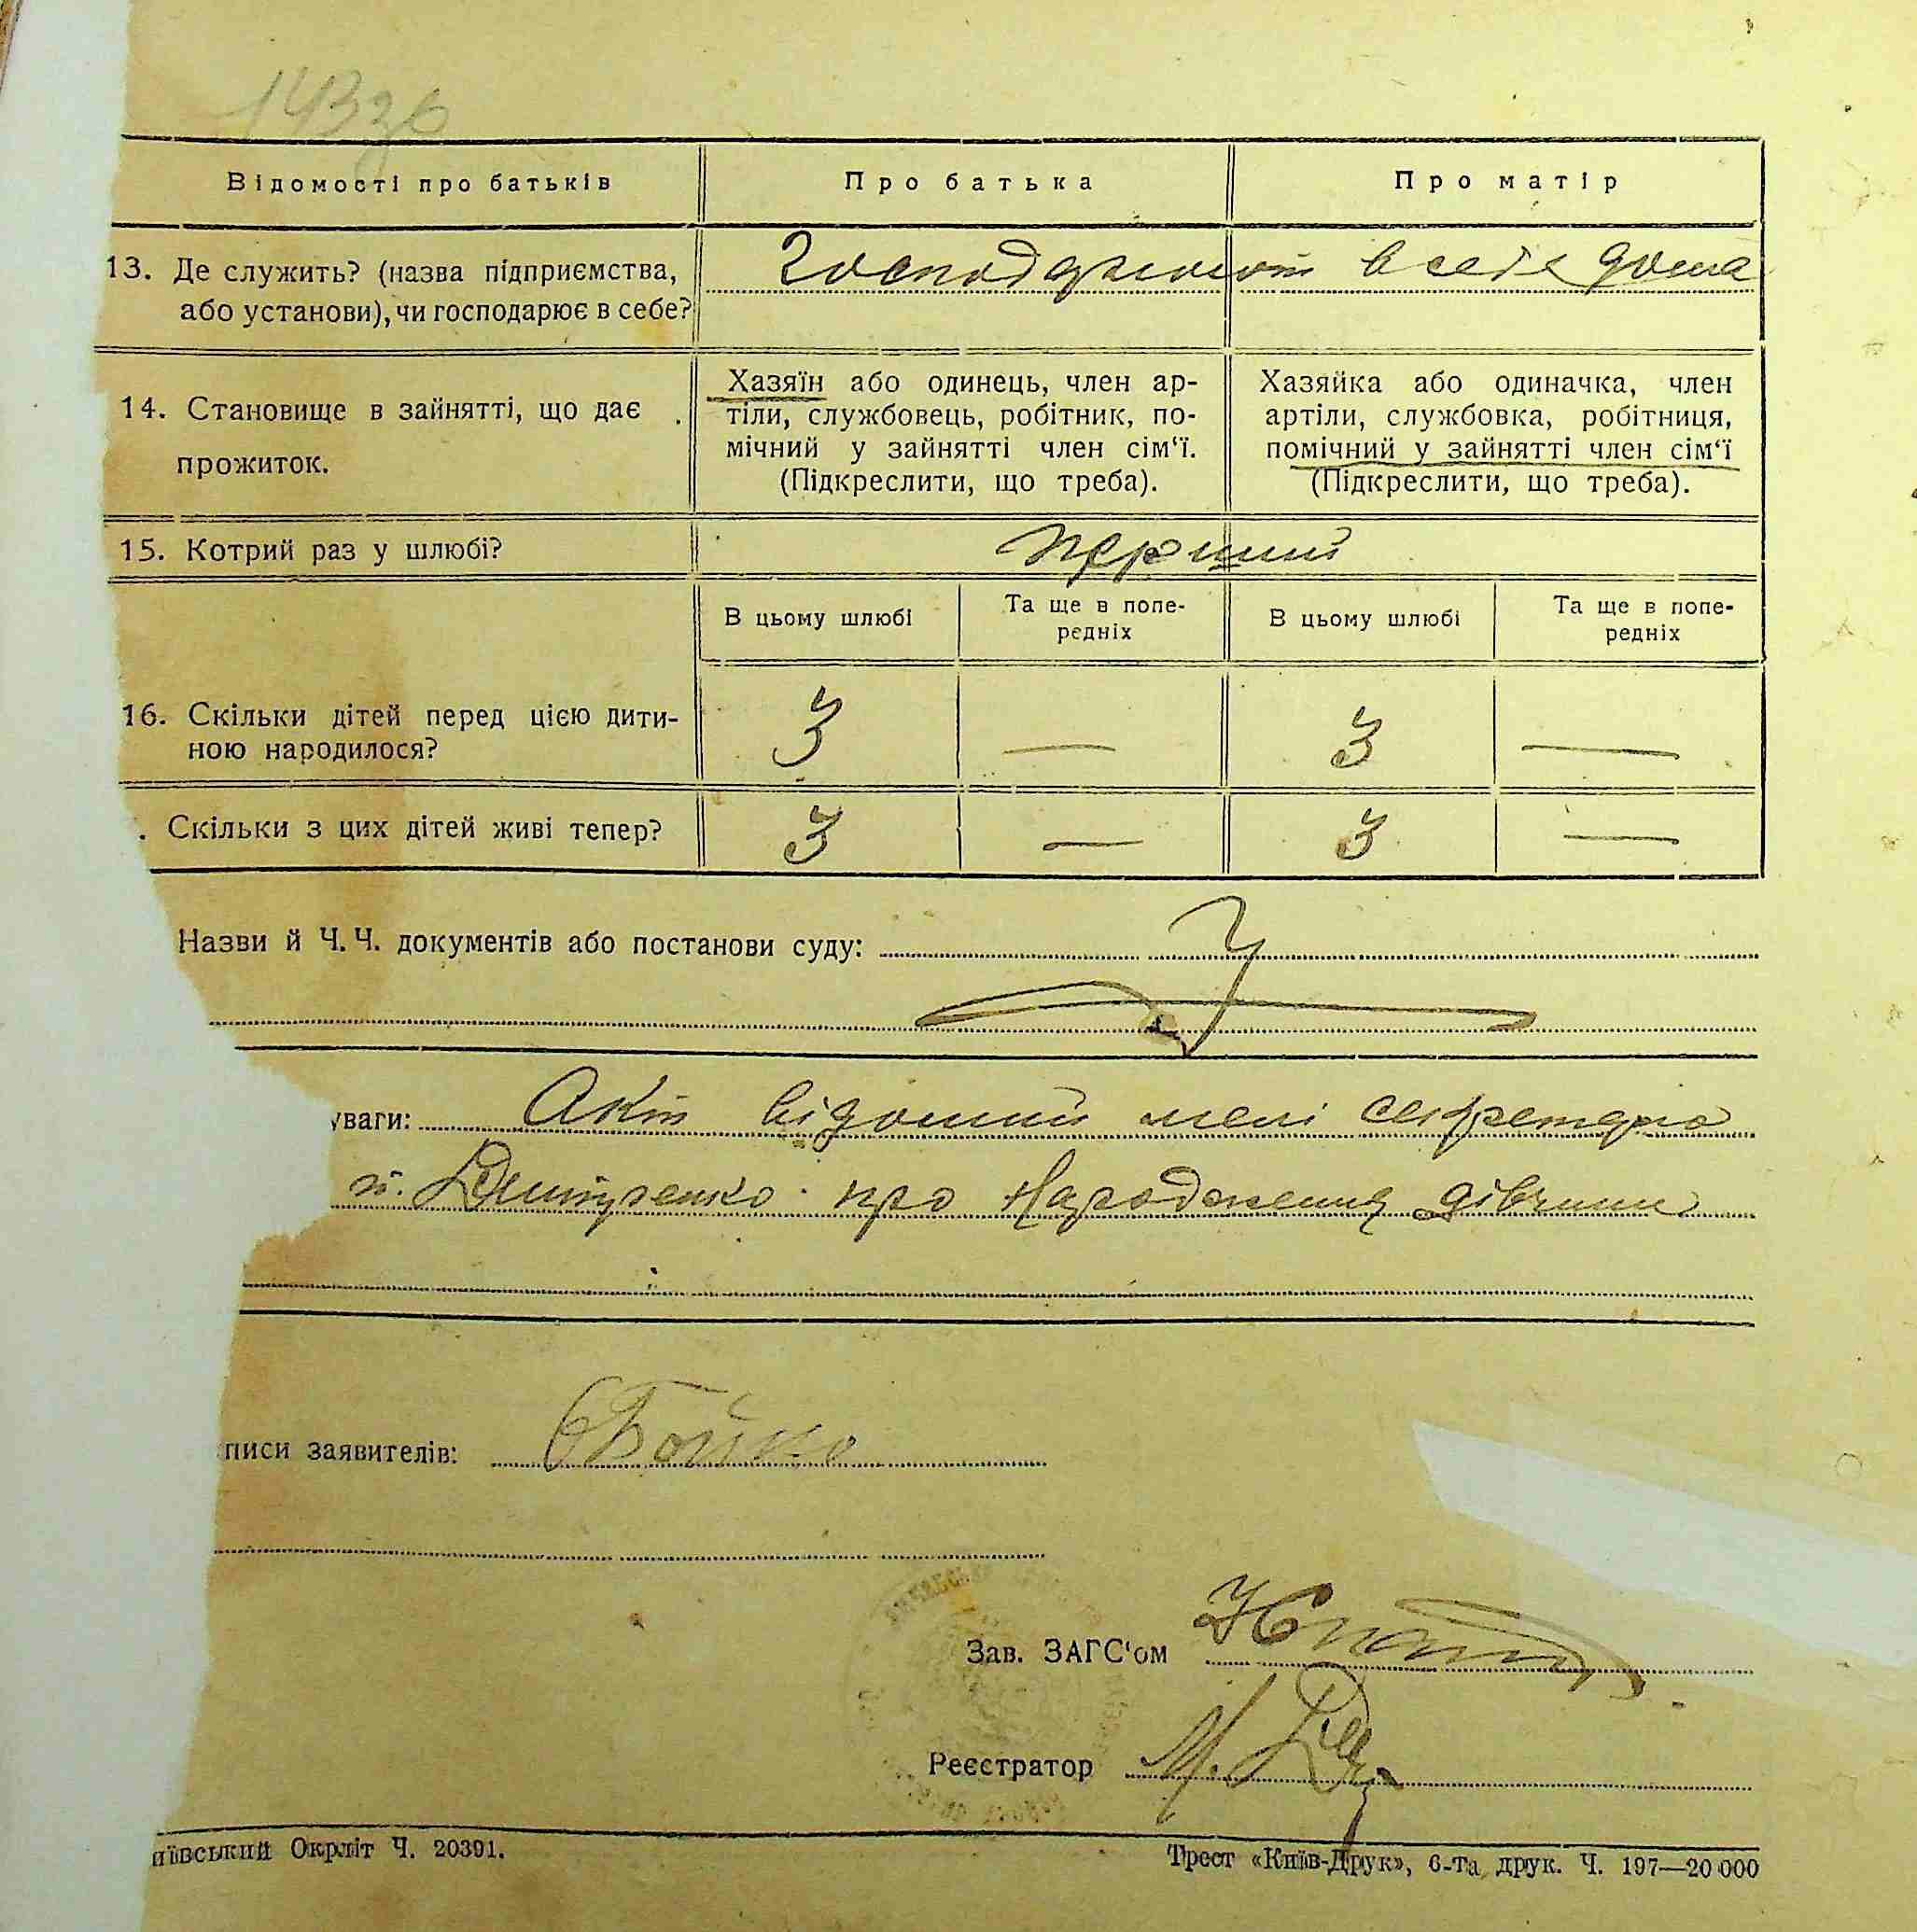 143зв
Відомості про батьків
Про батька
Про матір
13. Де служить? (назва підприємства,
або установи), чи господарює в себе?
Господарюють в себе дома
14. Становище в зайнятті, що дає
прожиток.
Хазяїн або одинець, член ар-
тіли, службовець, робітник, по-
мічний у зайнятті член сім'ї.
(Підкреслити, що треба).
Хазяйка або одиначка, член
артіли, службовка, робітниця,
помічний у зайнятті член сім'ї
(Підкреслити, що треба).
15. Котрий раз у шлюбі?
перший
В цьому шлюбі
Та ще в попе-
редніх
В цьому шлюбі
Та ще в попе-
редніх
16. Скільки дітей перед цією дити-
ною народилося?
3 — 3 —
. Скільки з цих дітей живі тепер?
3 — 3 —
Назви й Ч.Ч. документів або постанови суду:
уваги: Акт відомий мені секретарю
п. Дмитренко про народження дівчини
писи заявителів: Бойко
Зав. ЗАГС'ом
Реєстратор
иївський Окрліт Ч. 20391.
Трест «Київ-Друк», 6-та друк. Ч. 197—20 000